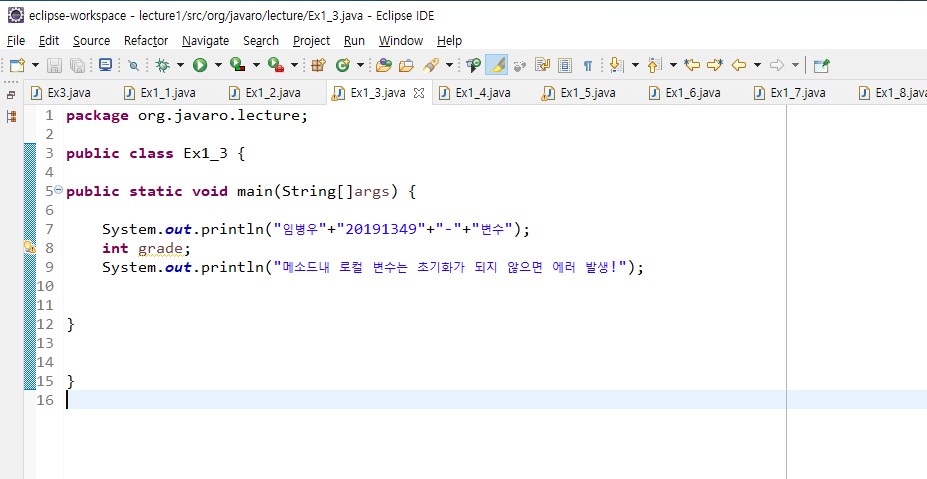 eclipse-workspace - lecture1/src/org/javaro/lecture/Ex1_3.java - Eclipse IDE
File Edit Source Refactor Navigate Search Project Run Window Help
Ex3.java Ex1_1.java Ex1_2.java Ex1_3.java Ex1_4.java Ex1_5.java Ex1_6.java Ex1_7.java Ex1_8.java
1 package org.javaro.lecture;
2
3 public class Ex1_3 {
4
5 public static void main(String[]args) {
6
7 System.out.println("임병우"+"20191349"+"-"+"변수");
8 int grade;
9 System.out.println("메소드내 로컬 변수는 초기화가 되지 않으면 에러 발생!");
10
11
12 }
13
14
15 }
16